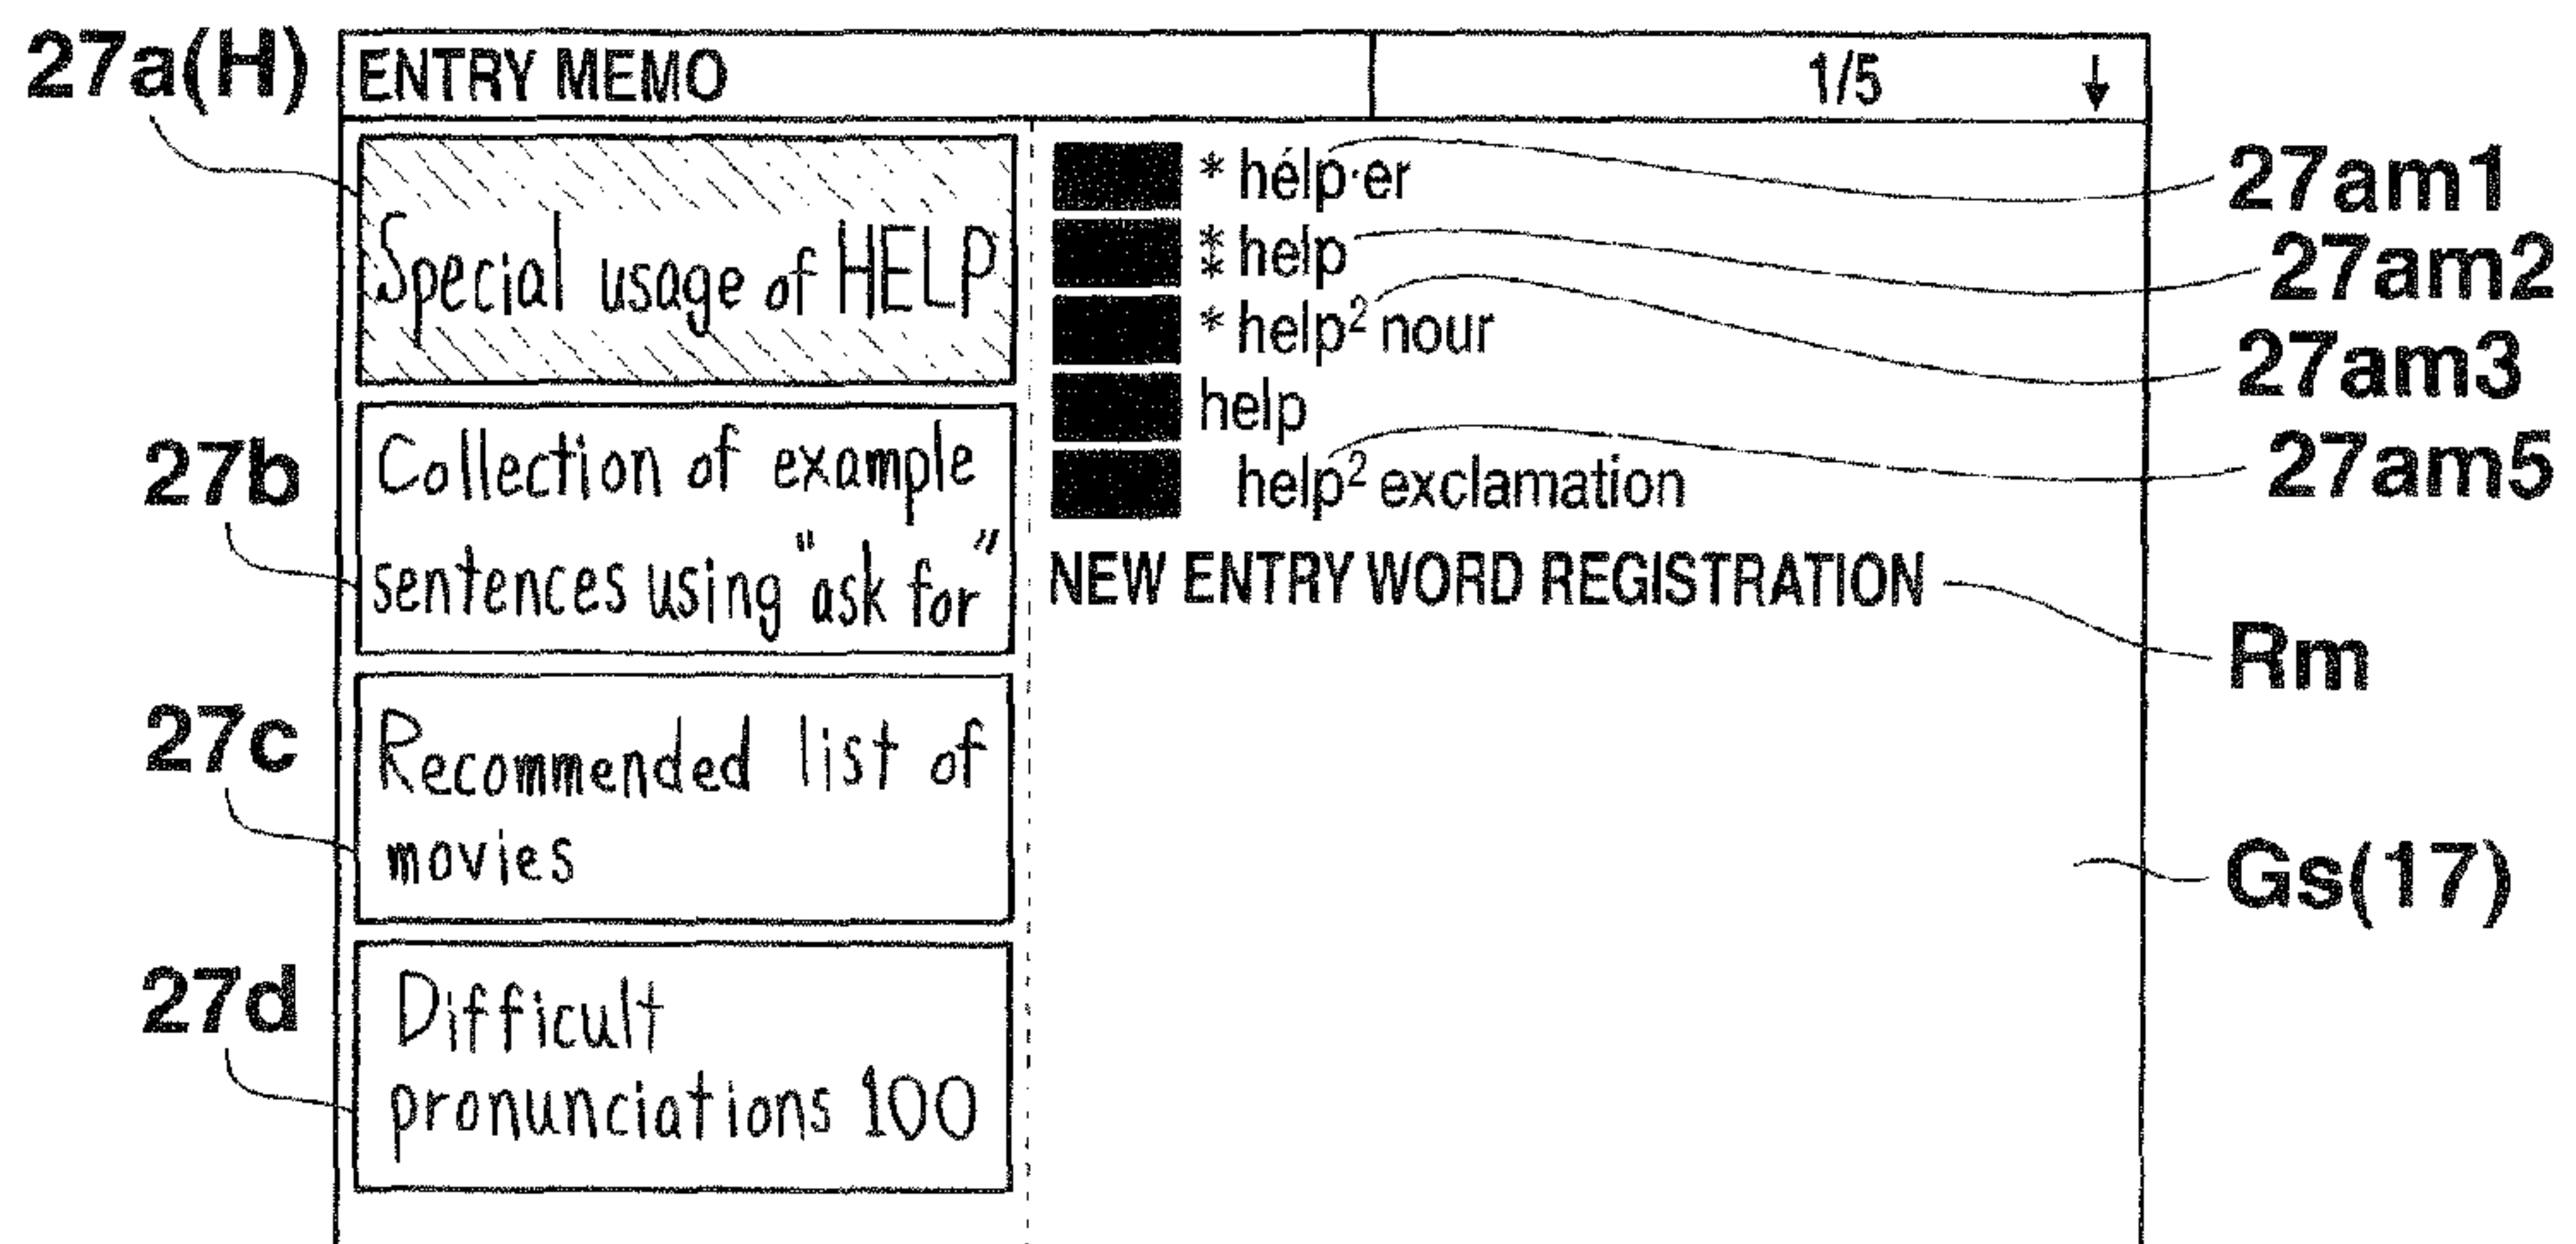 27a(H)
ENTRY MEMO 1/5 ↓
Special usage of HELP
27b
Collection of example
sentences using "ask for"
27c
Recommended list of
movies
27d
Difficult
pronunciations 100
* hélp·er
27am1
** help
27am2
* help² nour
27am3
help
help² exclamation
27am5
NEW ENTRY WORD REGISTRATION
Rm
Gs(17)